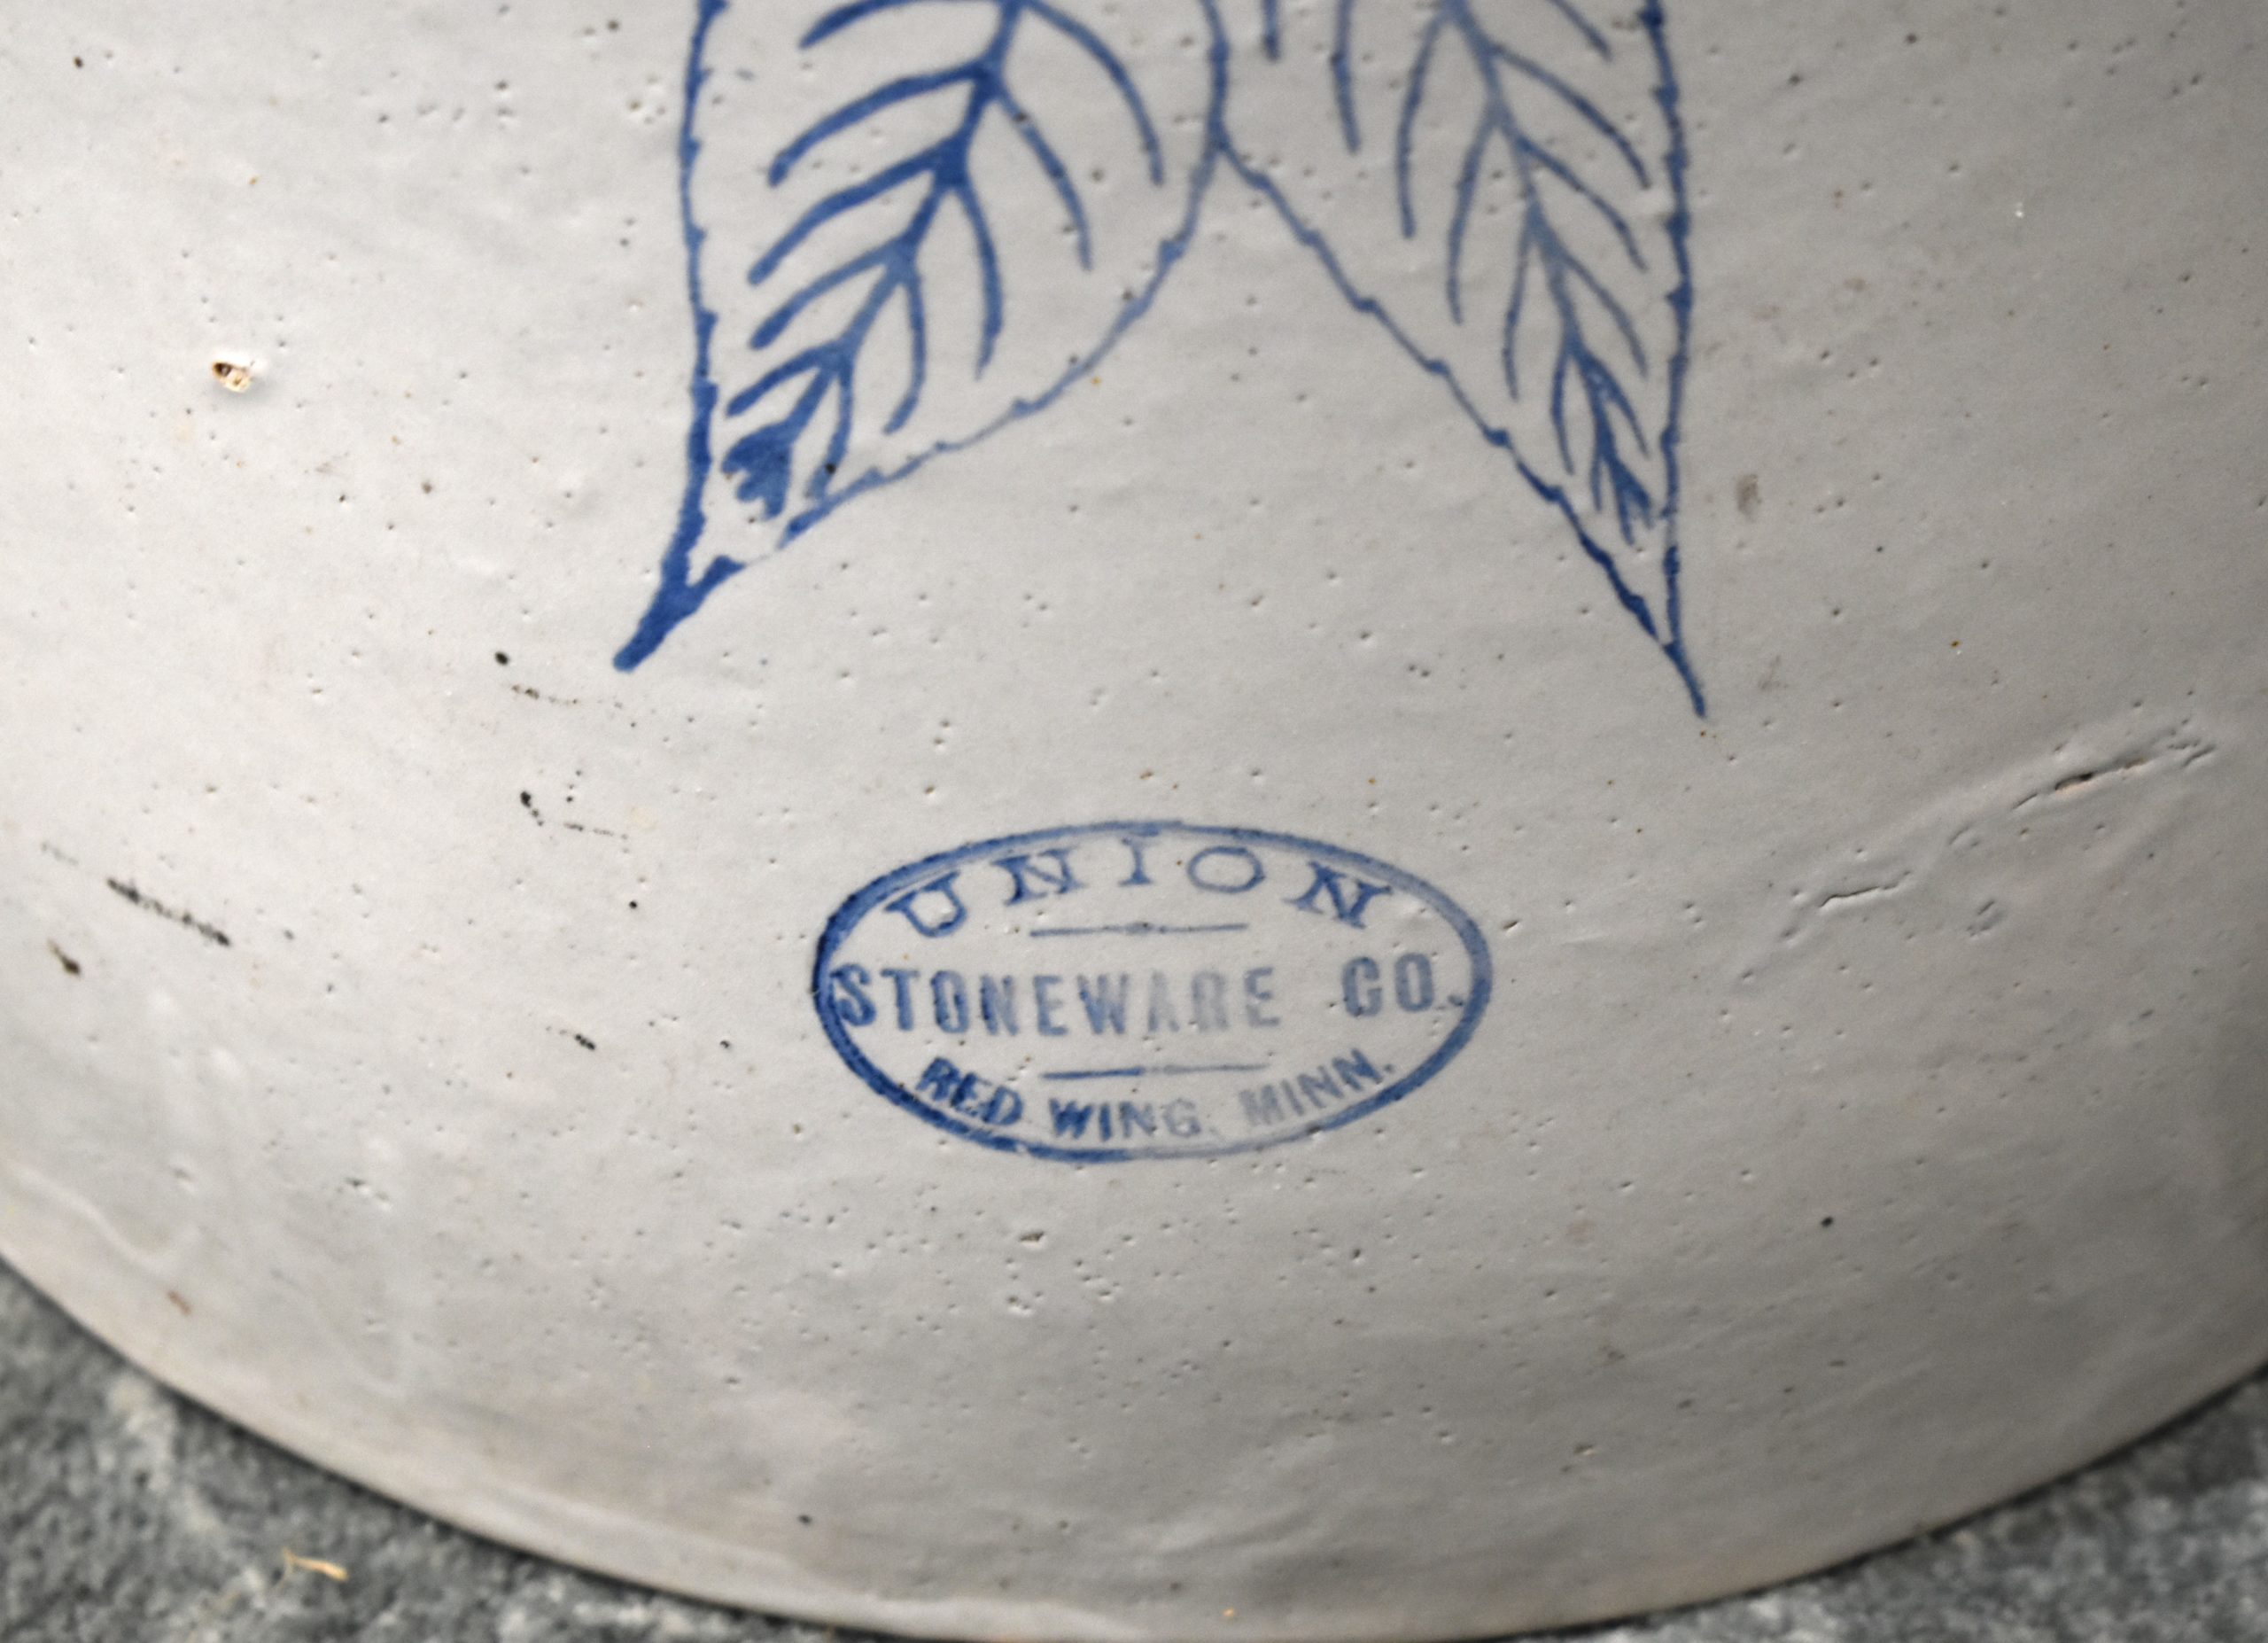 UNION
STONEWARE CO.
RED WING, MINN.